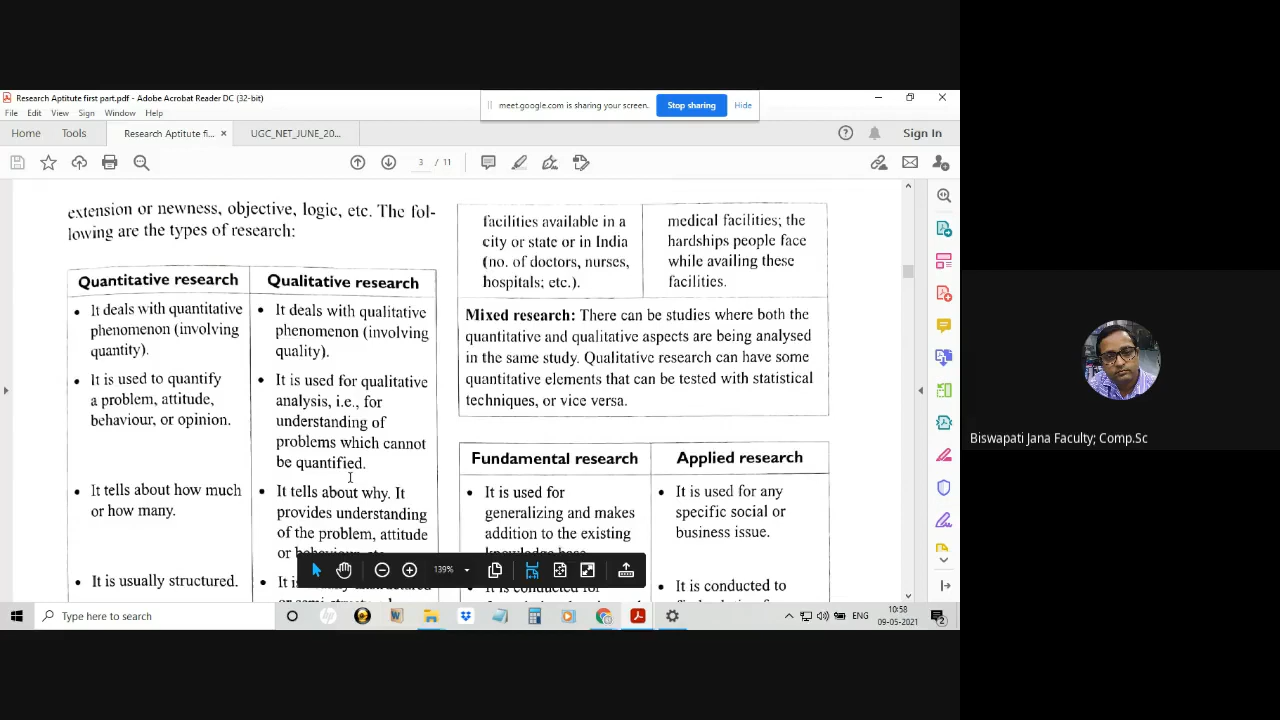 Research Aptitute first part.pdf - Adobe Acrobat Reader DC (32-bit)
File Edit View Sign Window Help
meet.google.com is sharing your screen.
Stop sharing
Hide
Home
Tools
Research Aptitute fi...
UGC_NET_JUNE_20...
Sign In
3 / 11
extension or newness, objective, logic, etc. The fol-
lowing are the types of research:
Quantitative research
It deals with quantitative
phenomenon (involving
quantity).
It is used to quantify
a problem, attitude,
behaviour, or opinion.
It tells about how much
or how many.
It is usually structured.
Qualitative research
It deals with qualitative
phenomenon (involving
quality).
It is used for qualitative
analysis, i.e., for
understanding of
problems which cannot
be quantified.
It tells about why. It
provides understanding
of the problem, attitude
or
It is
facilities available in a
city or state or in India
(no. of doctors, nurses,
hospitals; etc.).
medical facilities; the
hardships people face
while availing these
facilities.
Mixed research: There can be studies where both the
quantitative and qualitative aspects are being analysed
in the same study. Qualitative research can have some
quantitative elements that can be tested with statistical
techniques, or vice versa.
Fundamental research
It is used for
generalizing and makes
addition to the existing
Applied research
It is used for any
specific social or
business issue.
It is conducted to
139%
Type here to search
ENG
10:58
09-05-2021
2
Biswapati Jana Faculty; Comp.Sc